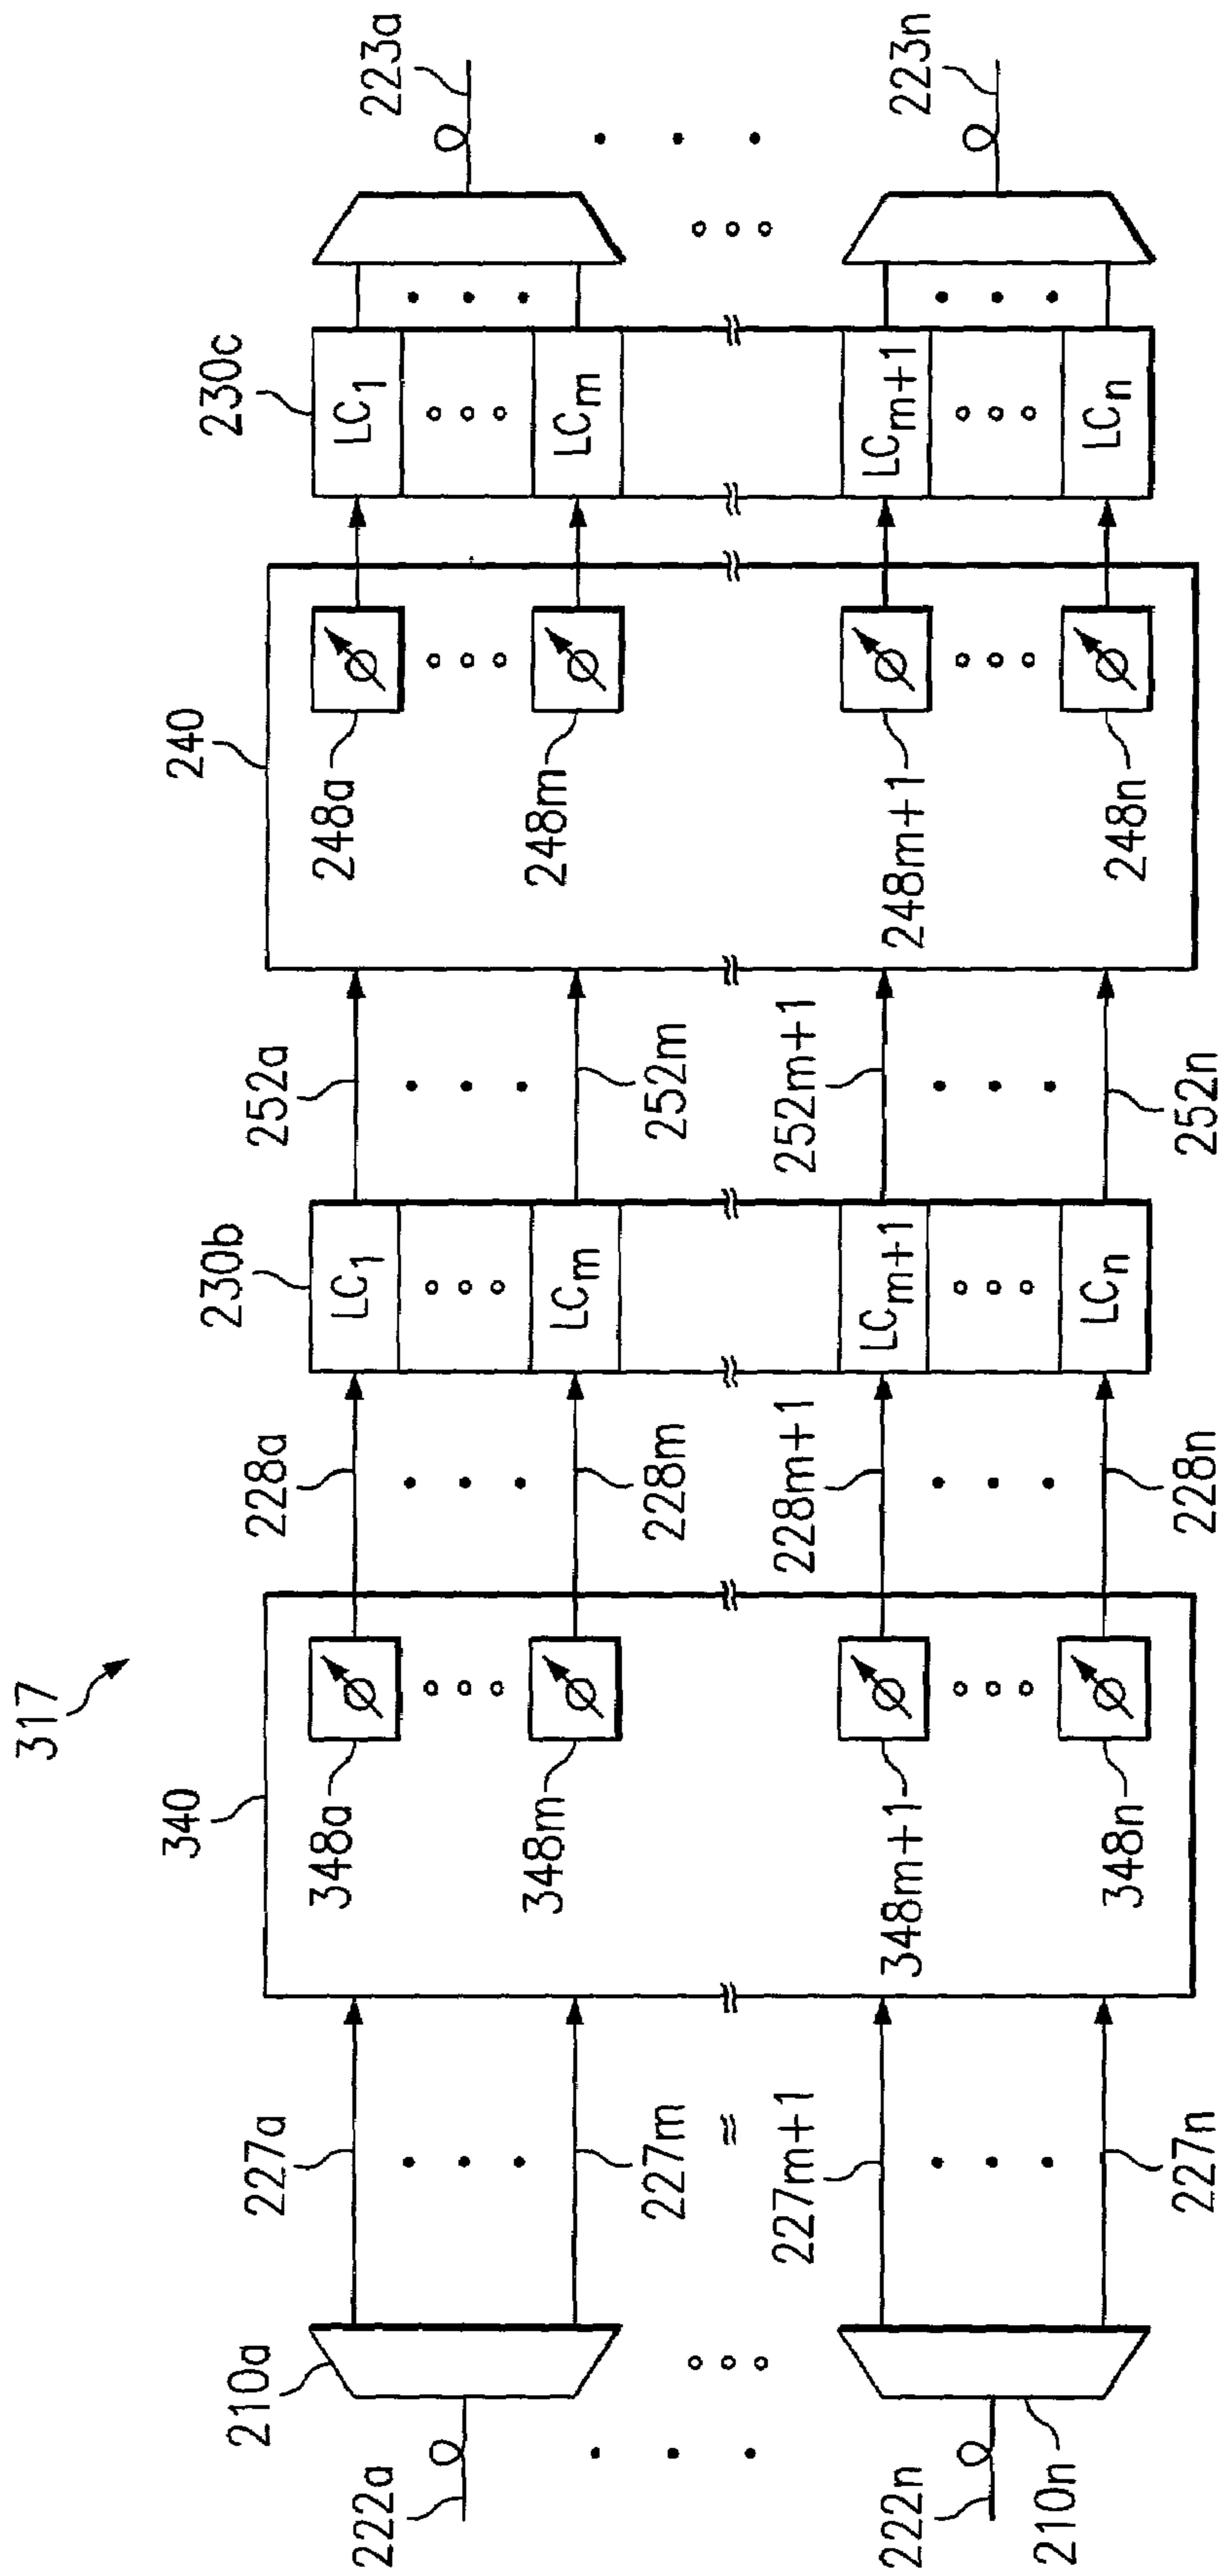 317
222a
210a
222n
210n
227a
227m
227m+1
227n
340
348a
348m
348m+1
348n
228a
228m
228m+1
228n
230b
LC1
LCm
LCm+1
LCn
252a
252m
252m+1
252n
240
248a
248m
248m+1
248n
230c
LC1
LCm
LCm+1
LCn
223a
223n